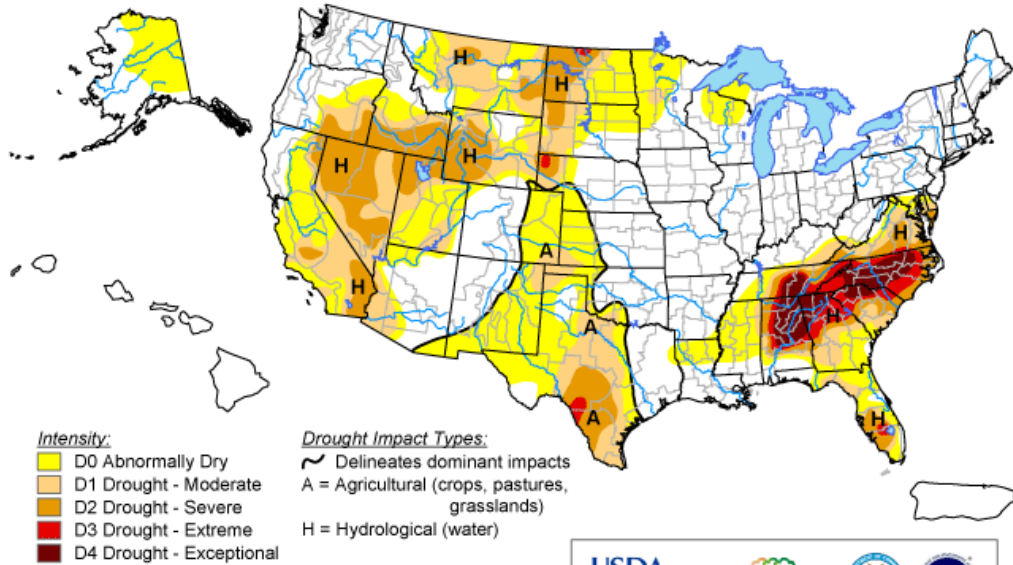 H
H
H
H
H
A
H
A
H
A
H
Intensity:
D0 Abnormally Dry
D1 Drought - Moderate
D2 Drought - Severe
D3 Drought - Extreme
D4 Drought - Exceptional
Drought Impact Types:
Delineates dominant impacts
A = Agricultural (crops, pastures,
grasslands)
H = Hydrological (water)
USDA